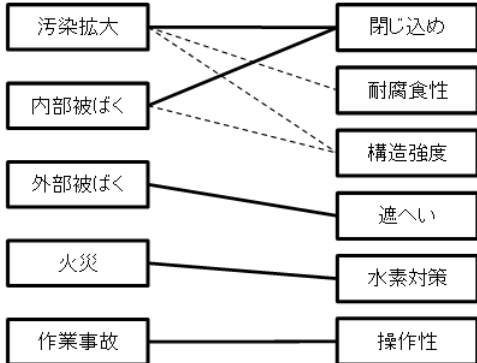 汚染拡大
閉じ込め
耐腐食性
内部被ばく
構造強度
外部被ばく
遮へい
火災
水素対策
作業事故
操作性